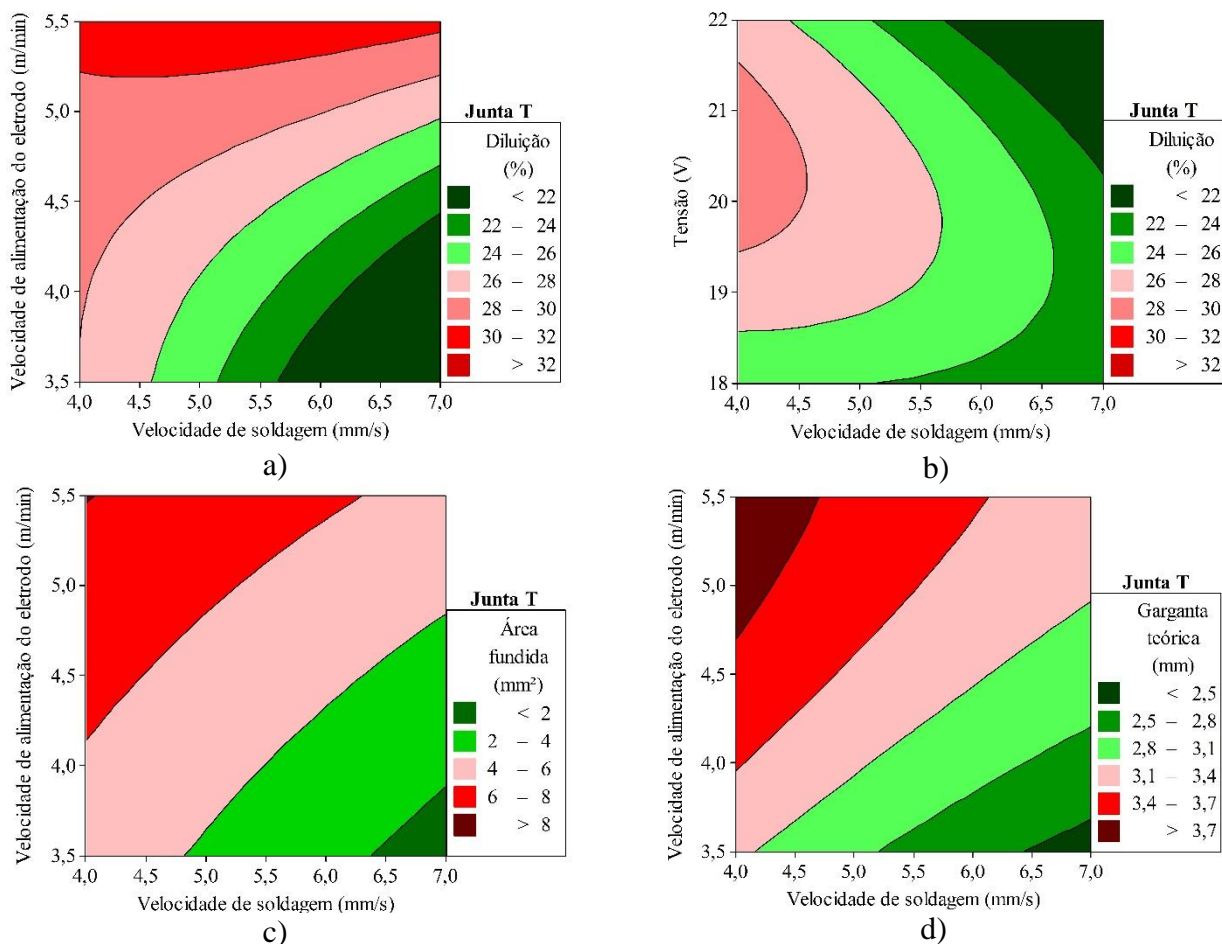 Velocidade de alimentação do eletrodo (m/min)
5,5
5,0
4,5
4,0
3,5
4,0 4,5 5,0 5,5 6,0 6,5 7,0
Velocidade de soldagem (mm/s)
Junta T
Diluição
(%)
< 22
22 – 24
24 – 26
26 – 28
28 – 30
30 – 32
> 32
a)
Tensão (V)
22
21
20
19
18
4,0 4,5 5,0 5,5 6,0 6,5 7,0
Velocidade de soldagem (mm/s)
Junta T
Diluição
(%)
< 22
22 – 24
24 – 26
26 – 28
28 – 30
30 – 32
> 32
b)
Velocidade de alimentação do eletrodo (m/min)
5,5
5,0
4,5
4,0
3,5
4,0 4,5 5,0 5,5 6,0 6,5 7,0
Velocidade de soldagem (mm/s)
Junta T
Área
fundida
(mm²)
< 2
2 – 4
4 – 6
6 – 8
> 8
c)
Velocidade de alimentação do eletrodo (m/min)
5,5
5,0
4,5
4,0
3,5
4,0 4,5 5,0 5,5 6,0 6,5 7,0
Velocidade de soldagem (mm/s)
Junta T
Garganta
teórica
(mm)
< 2,5
2,5 – 2,8
2,8 – 3,1
3,1 – 3,4
3,4 – 3,7
> 3,7
d)